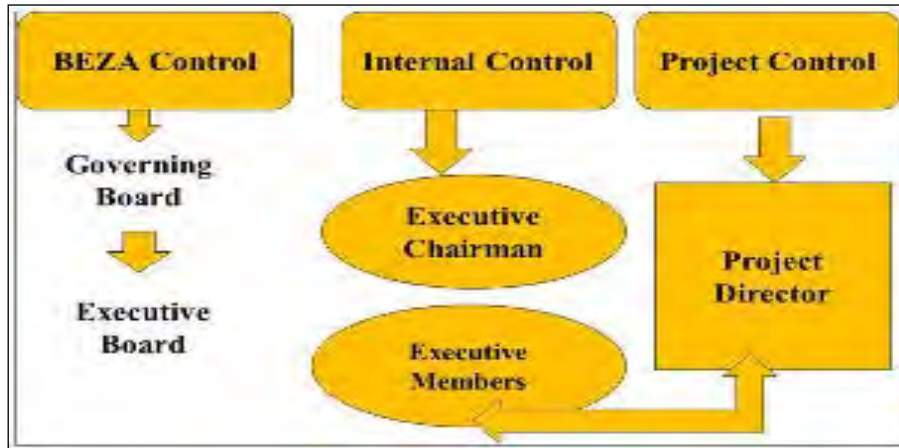 BEZA Control
Internal Control
Project Control
Governing
Board
Executive
Board
Executive
Chairman
Executive
Members
Project
Director